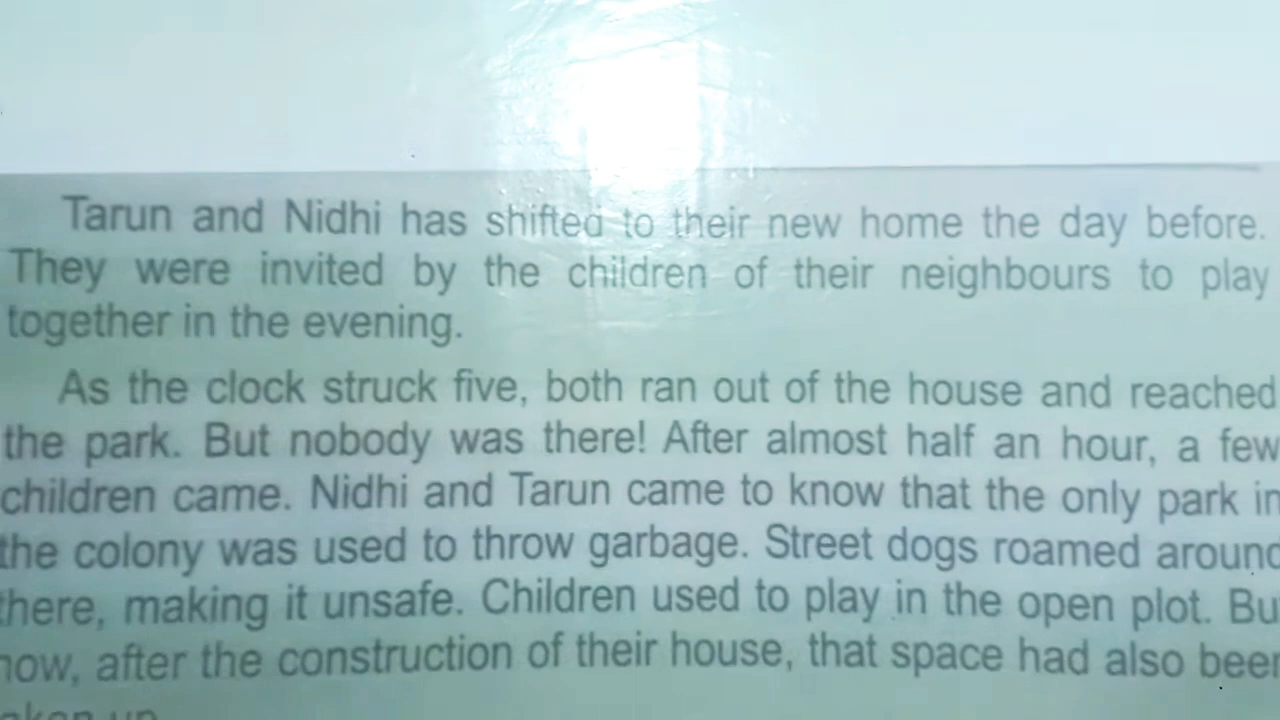 Tarun and Nidhi has shifted to their new home the day before.
They were invited by the children of their neighbours to play
together in the evening.
As the clock struck five, both ran out of the house and reached
the park. But nobody was there! After almost half an hour, a few
children came. Nidhi and Tarun came to know that the only park in
the colony was used to throw garbage. Street dogs roamed around
there, making it unsafe. Children used to play in the open plot. Bu
now, after the construction of their house, that space had also been
aken up